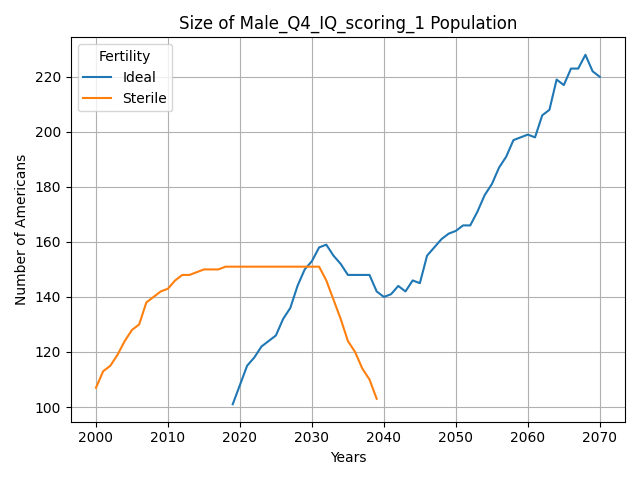 Size of Male_Q4_IQ_scoring_1 Population
Fertility
Ideal
Sterile
Number of Americans
220
200
180
160
140
120
100
2000 2010 2020 2030 2040 2050 2060 2070
Years